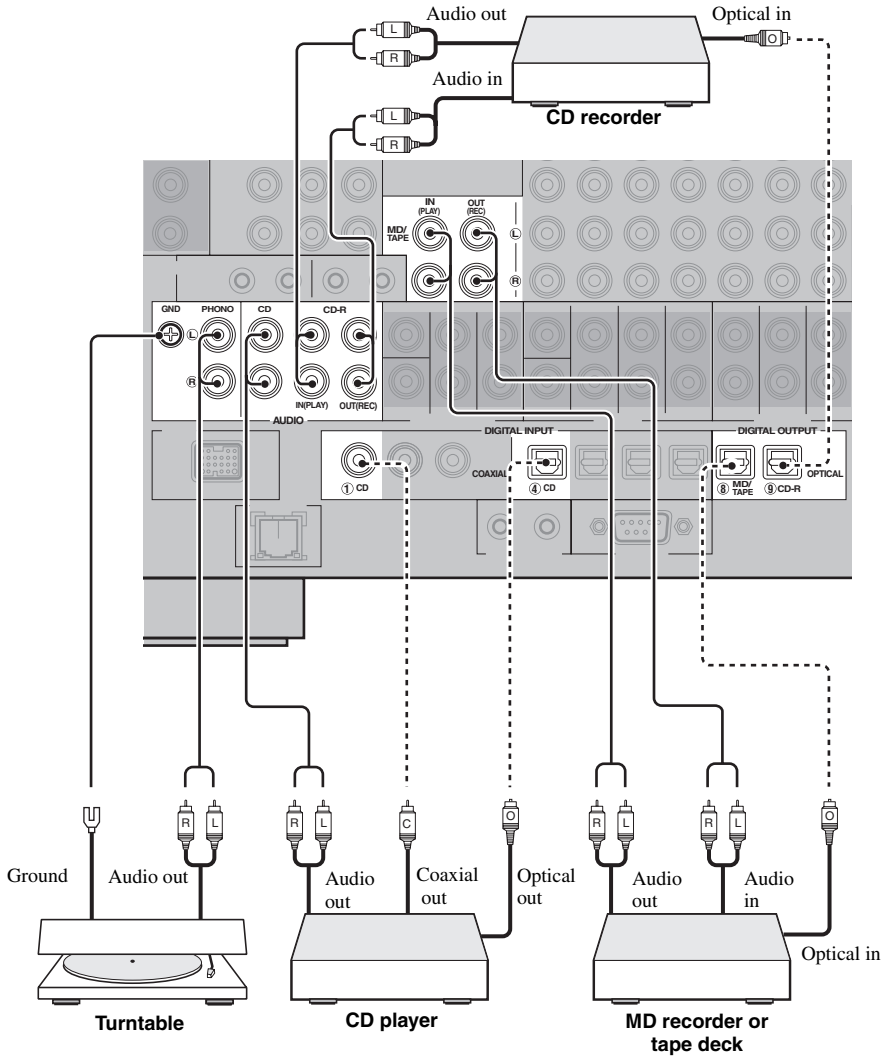 Audio out
Optical in
L
O
R
Audio in
L
R
CD recorder
IN
(PLAY)
OUT
(REC)
MD/
TAPE
L
R
GND
PHONO
CD
CD-R
L
R
IN(PLAY)
OUT(REC)
AUDIO
DIGITAL INPUT
DIGITAL OUTPUT
COAXIAL
OPTICAL
1 CD
4 CD
8 MD/
TAPE
9 CD-R
R
L
R
L
C
O
R
L
R
L
O
Ground
Audio out
Audio
out
Coaxial
out
Optical
out
Audio
out
Audio
in
Optical in
Turntable
CD player
MD recorder or
tape deck